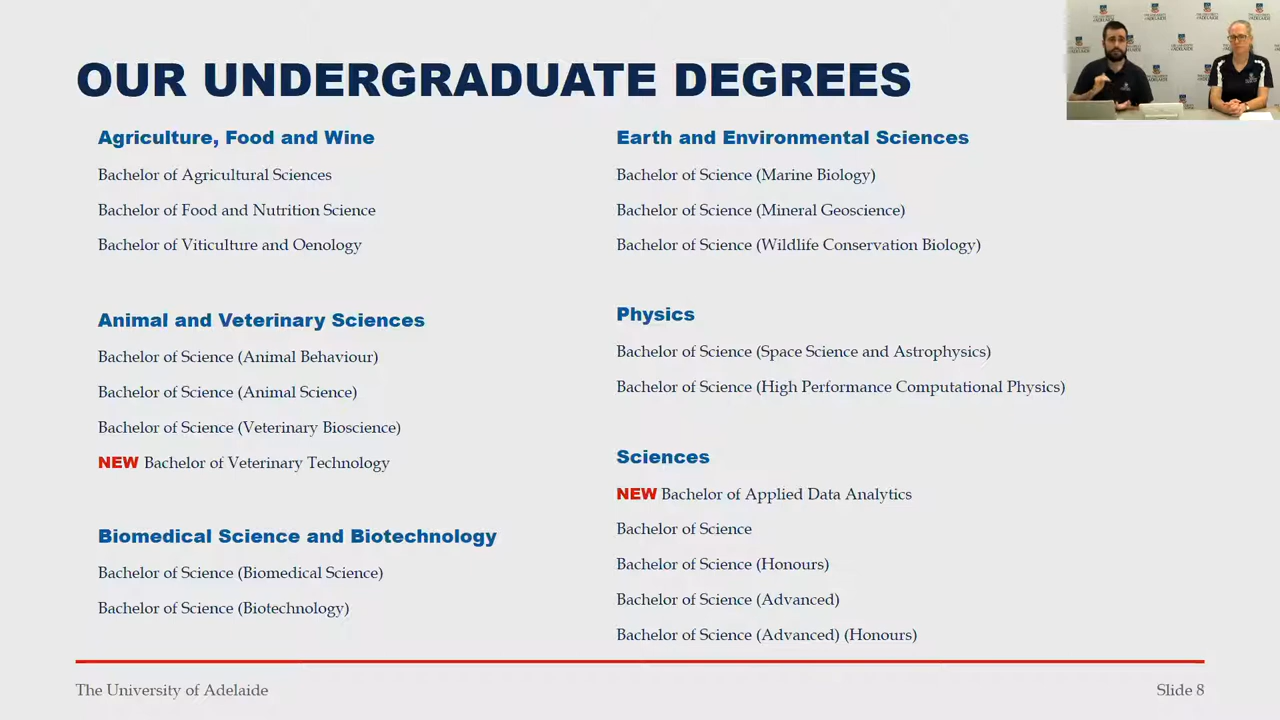 OUR UNDERGRADUATE DEGREES
Agriculture, Food and Wine
Bachelor of Agricultural Sciences
Bachelor of Food and Nutrition Science
Bachelor of Viticulture and Oenology
Animal and Veterinary Sciences
Bachelor of Science (Animal Behaviour)
Bachelor of Science (Animal Science)
Bachelor of Science (Veterinary Bioscience)
NEW Bachelor of Veterinary Technology
Biomedical Science and Biotechnology
Bachelor of Science (Biomedical Science)
Bachelor of Science (Biotechnology)
Earth and Environmental Sciences
Bachelor of Science (Marine Biology)
Bachelor of Science (Mineral Geoscience)
Bachelor of Science (Wildlife Conservation Biology)
Physics
Bachelor of Science (Space Science and Astrophysics)
Bachelor of Science (High Performance Computational Physics)
Sciences
NEW Bachelor of Applied Data Analytics
Bachelor of Science
Bachelor of Science (Honours)
Bachelor of Science (Advanced)
Bachelor of Science (Advanced) (Honours)
The University of Adelaide
Slide 8